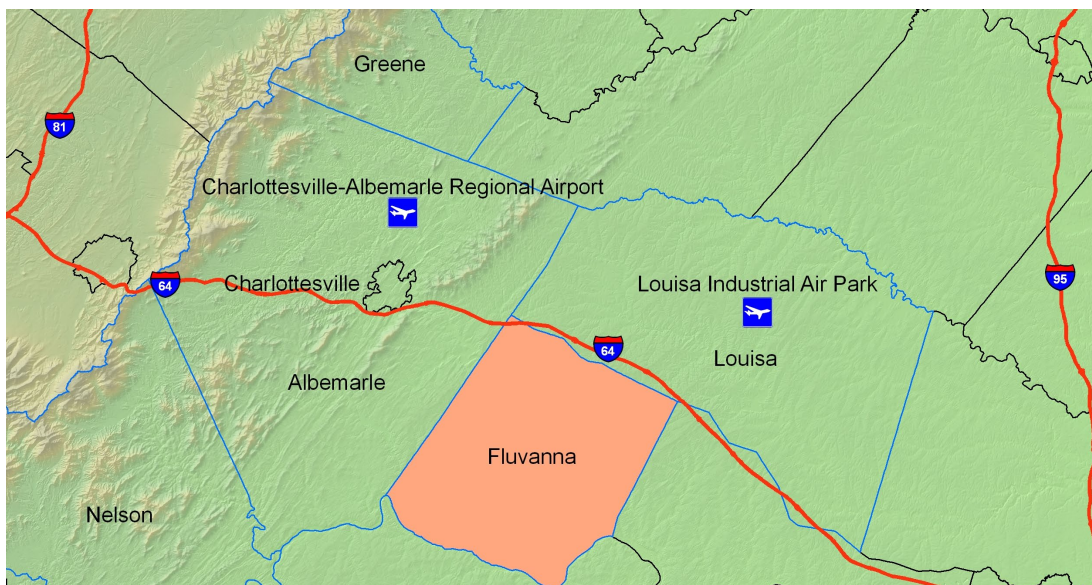 Greene
81
Charlottesville-Albemarle Regional Airport
64
Charlottesville
Louisa Industrial Air Park
95
64
Louisa
Albemarle
Fluvanna
Nelson